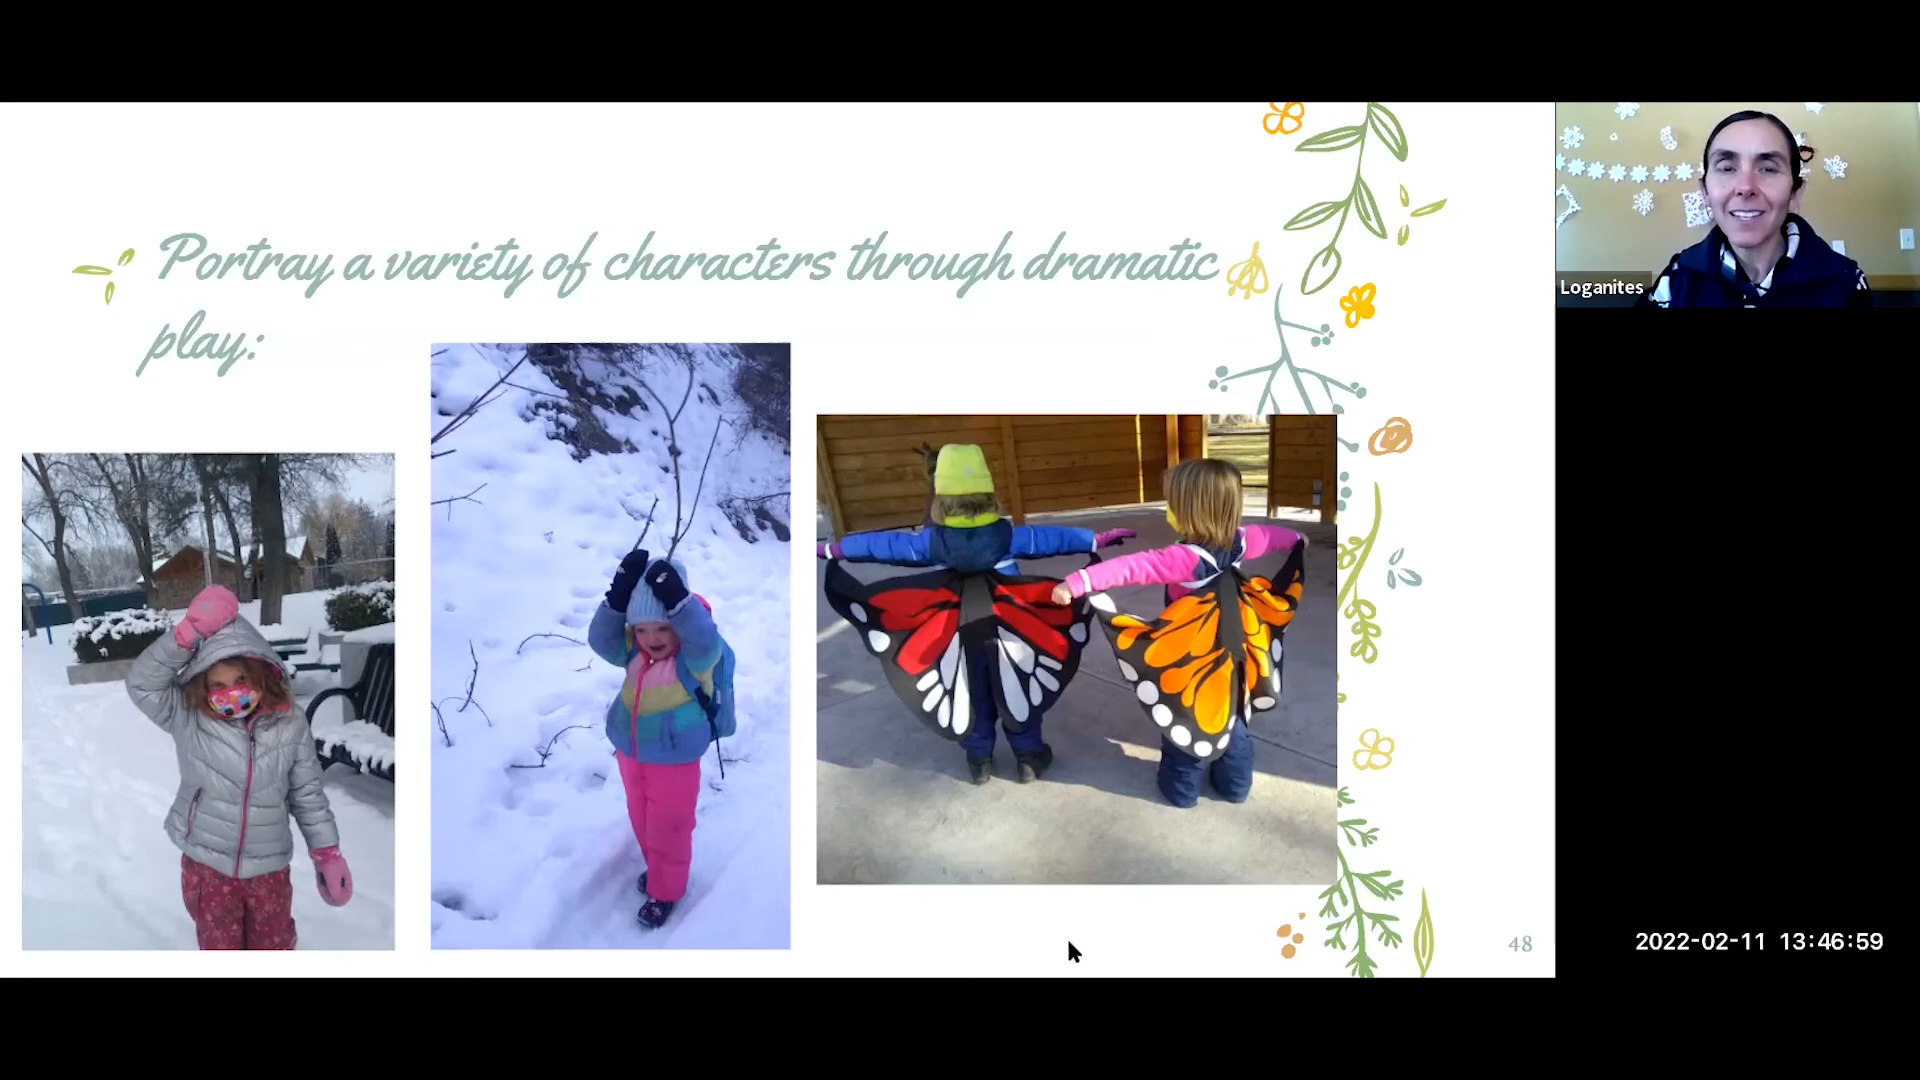 Portray a variety of characters through dramatic
play:
Loganites
48
2022-02-11 13:46:59